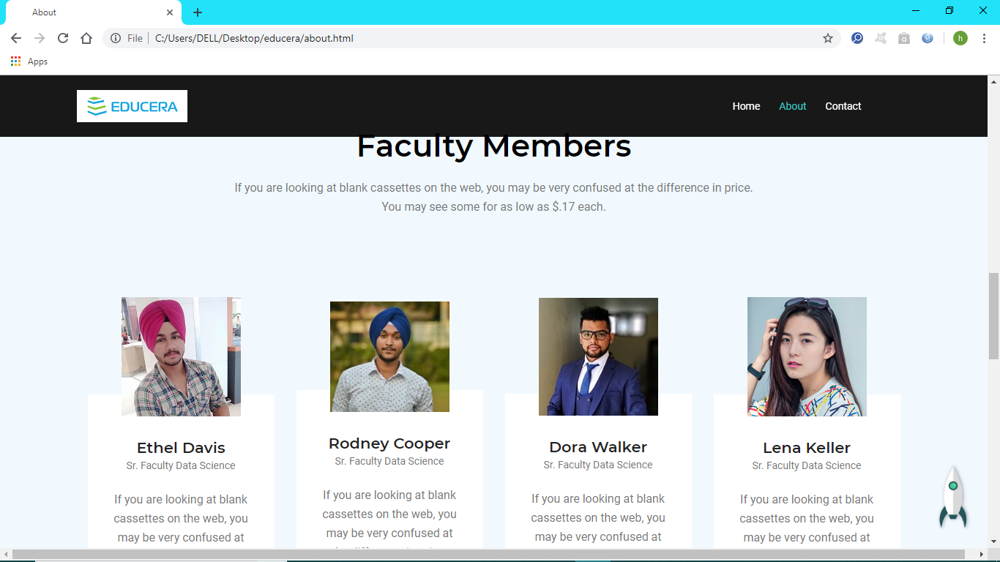 About
File
C:/Users/DELL/Desktop/educera/about.html
h
Apps
EDUCERA
Home About Contact
Faculty Members
If you are looking at blank cassettes on the web, you may be very confused at the difference in price.
You may see some for as low as $.17 each.
Ethel Davis
Sr. Faculty Data Science
If you are looking at blank
cassettes on the web, you
may be very confused at
Rodney Cooper
Sr. Faculty Data Science
If you are looking at blank
cassettes on the web, you
may be very confused at
Dora Walker
Sr. Faculty Data Science
If you are looking at blank
cassettes on the web, you
may be very confused at
Lena Keller
Sr. Faculty Data Science
If you are looking at blank
cassettes on the web, you
may be very confused at